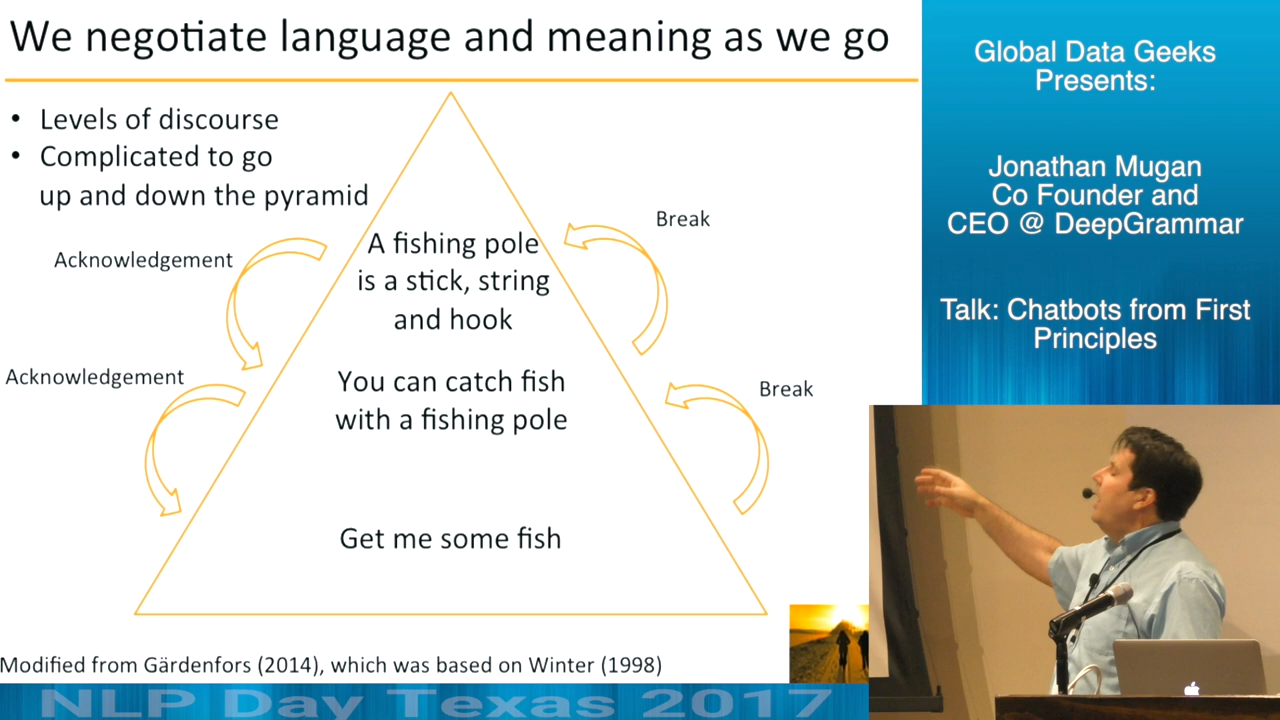 We negotiate language and meaning as we go
• Levels of discourse
• Complicated to go
up and down the pyramid
Acknowledgement
Acknowledgement
A fishing pole
is a stick, string
and hook
You can catch fish
with a fishing pole
Get me some fish
Break
Break
Modified from Gärdenfors (2014), which was based on Winter (1998)
NLP Day Texas 2017
Global Data Geeks
Presents:
Jonathan Mugan
Co Founder and
CEO @ DeepGrammar
Talk: Chatbots from First
Principles